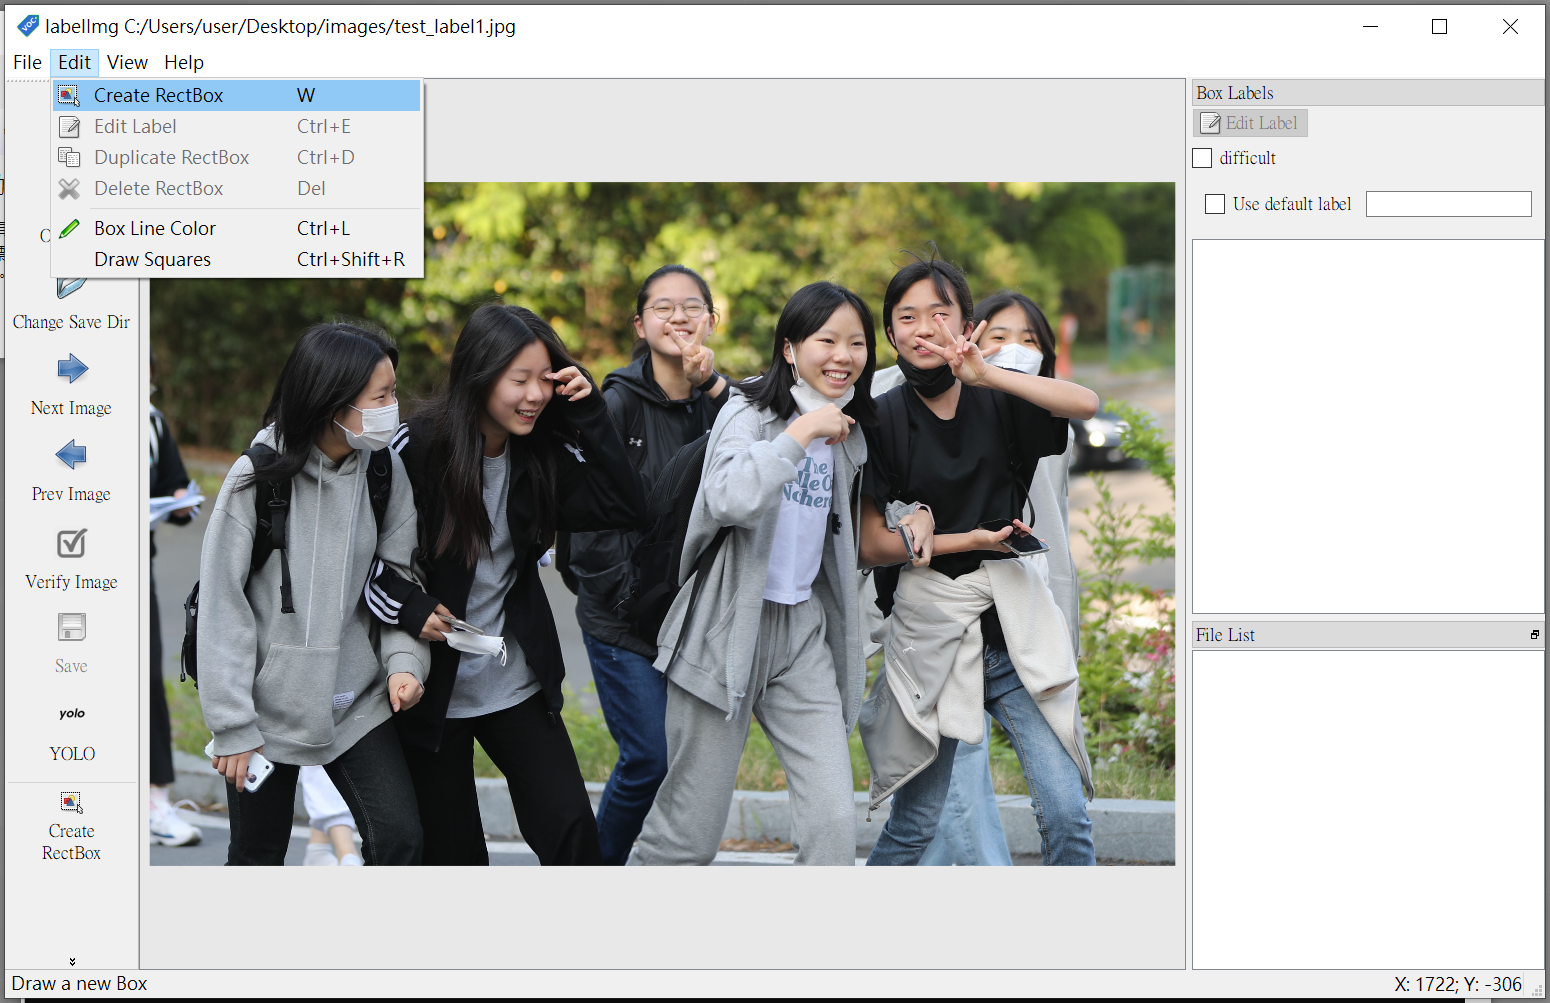 labelImg C:/Users/user/Desktop/images/test_label1.jpg
File Edit View Help
Create RectBox W
Edit Label Ctrl+E
Duplicate RectBox Ctrl+D
Delete RectBox Del
Box Line Color Ctrl+L
Draw Squares Ctrl+Shift+R
Change Save Dir
Next Image
Prev Image
Verify Image
Save
yolo
YOLO
Create
RectBox
The
Box Labels
Edit Label
difficult
Use default label
File List
Draw a new Box
X: 1722; Y: -306